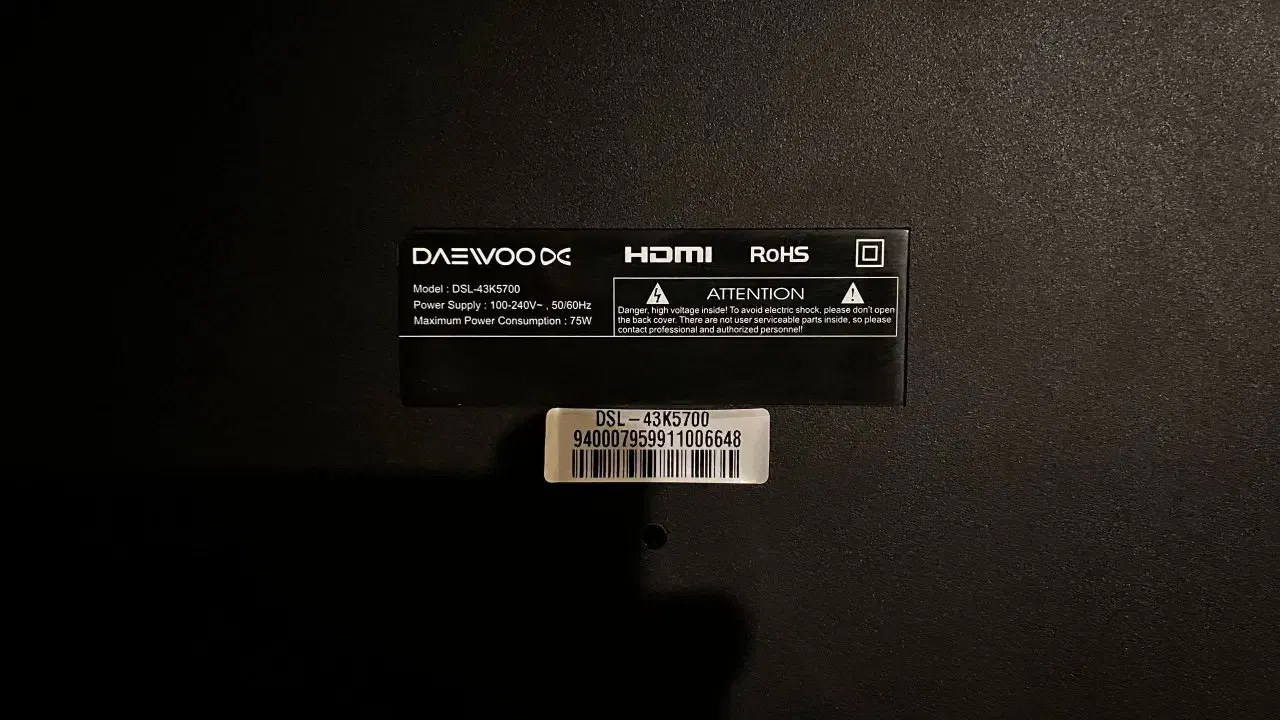 DAEWOO
HDMI
RoHS
Model : DSL-43K5700
Power Supply : 100-240V~ , 50/60Hz
Maximum Power Consumption : 75W
ATTENTION
Danger, high voltage inside! To avoid electric shock, please don't open
the back cover. There are not user serviceable parts inside, so please
contact professional and authorized personnel!
DSL-43K5700
940007959911006648